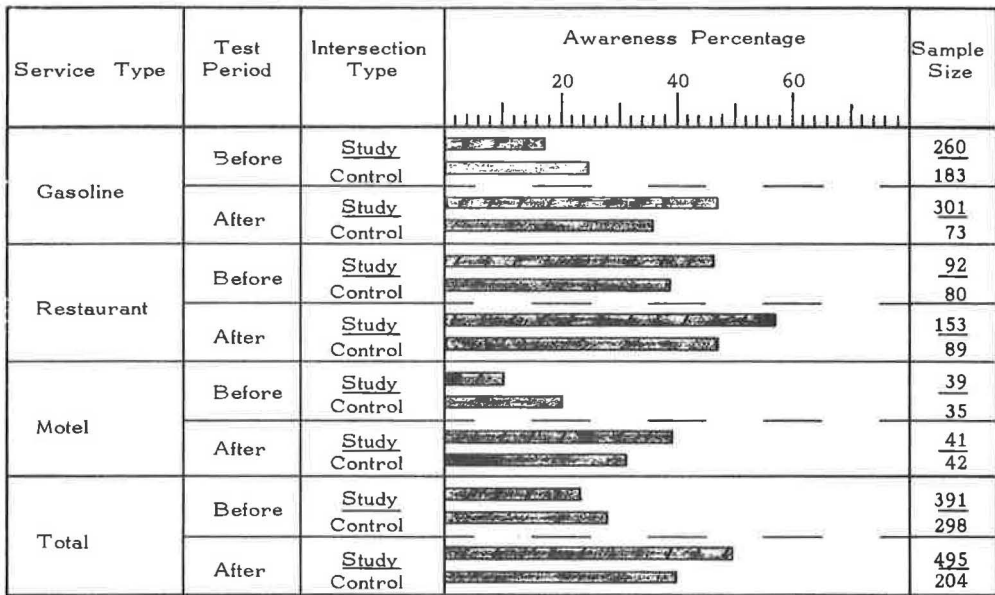 Service Type Test Period Intersection Type Awareness Percentage Sample Size
20 40 60
Gasoline Before Study 260
Control 183
After Study 301
Control 73
Restaurant Before Study 92
Control 80
After Study 153
Control 89
Motel Before Study 39
Control 35
After Study 41
Control 42
Total Before Study 391
Control 298
After Study 495
Control 204